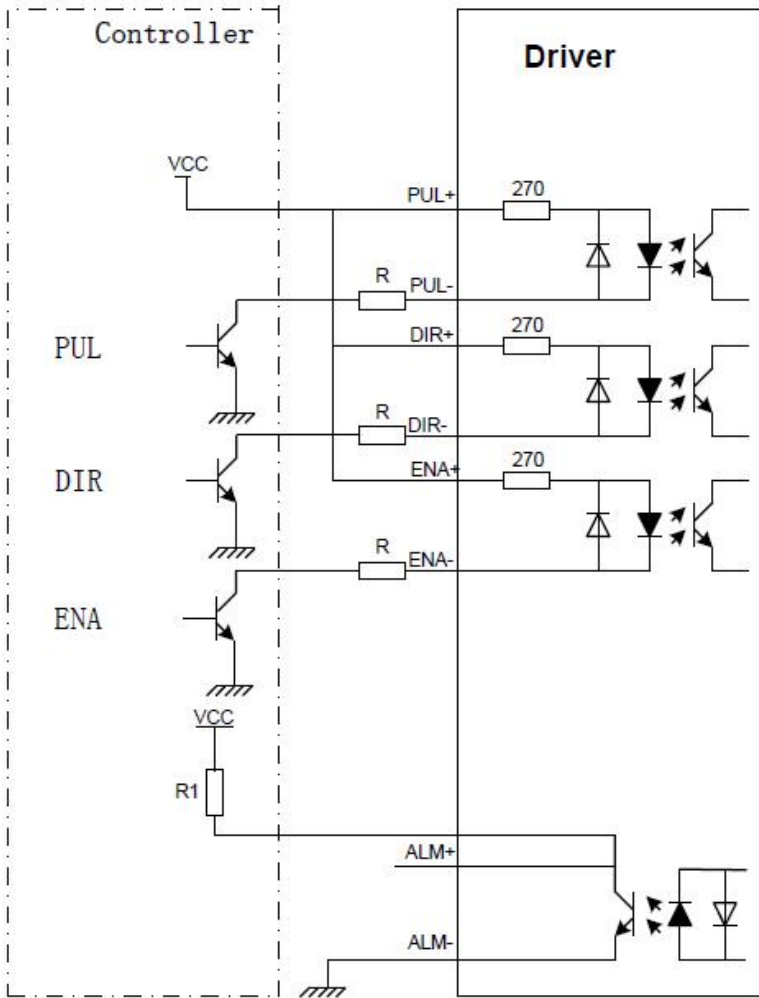 Controller
Driver
VCC
PUL+
270
R
PUL-
PUL
DIR+
270
R
DIR-
DIR
ENA+
270
R
ENA-
ENA
VCC
R1
ALM+
ALM-